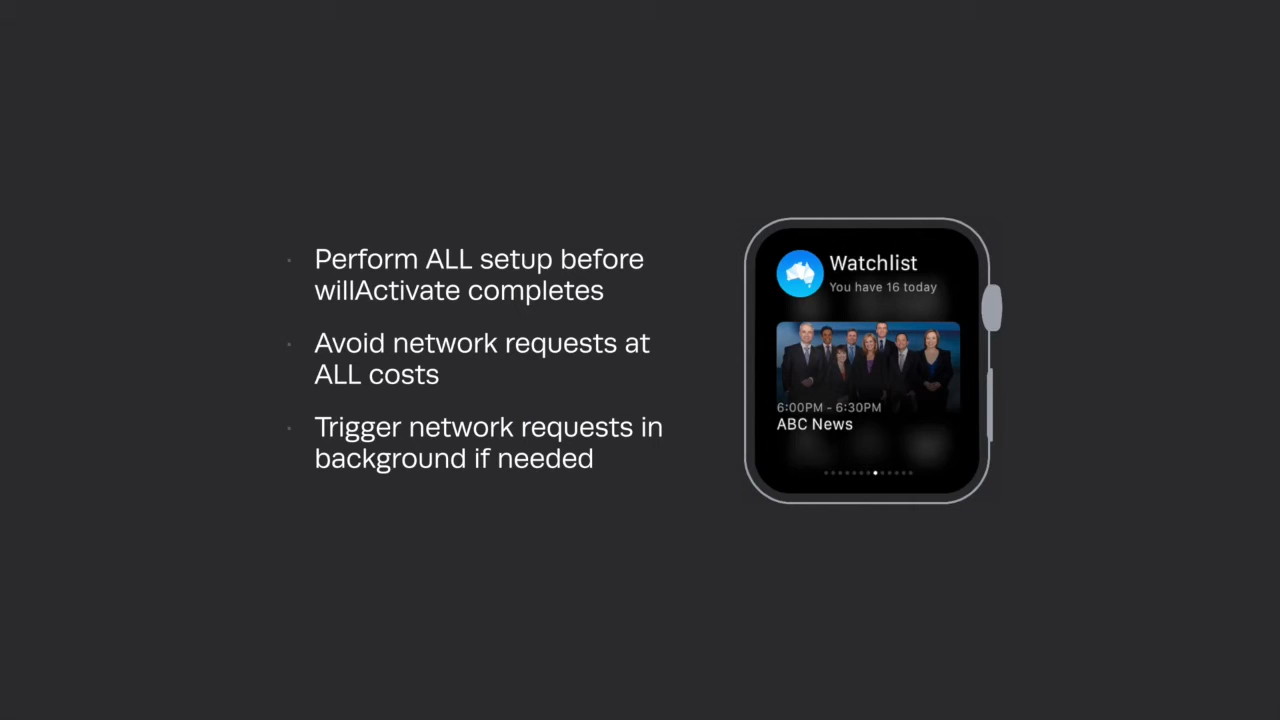 Perform ALL setup before
willActivate completes
Avoid network requests at
ALL costs
Trigger network requests in
background if needed
Watchlist
You have 16 today
6:00PM - 6:30PM
ABC News